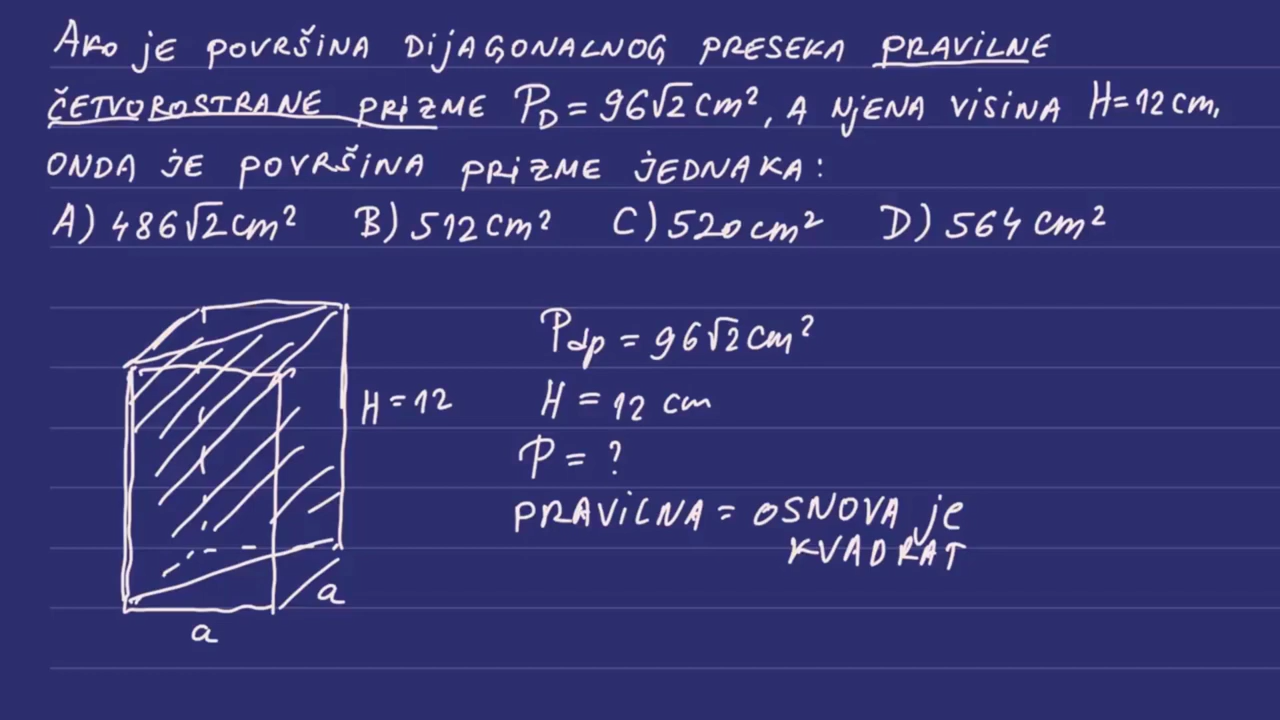 AKO JE POVRŠINA DIJAGONALNOG PRESEKA PRAVILNE
ČETVOROSTRANE PRIZME P_D = 96√2 cm², A NJENA VISINA H = 12 cm,
ONDA JE POVRŠINA PRIZME JEDNAKA:
A) 486√2 cm² B) 512 cm² C) 520 cm² D) 564 cm²
P_dp = 96√2 cm²
H = 12
H = 12 cm
P = ?
PRAVILNA = OSNOVA je
KVADRAT
a
a